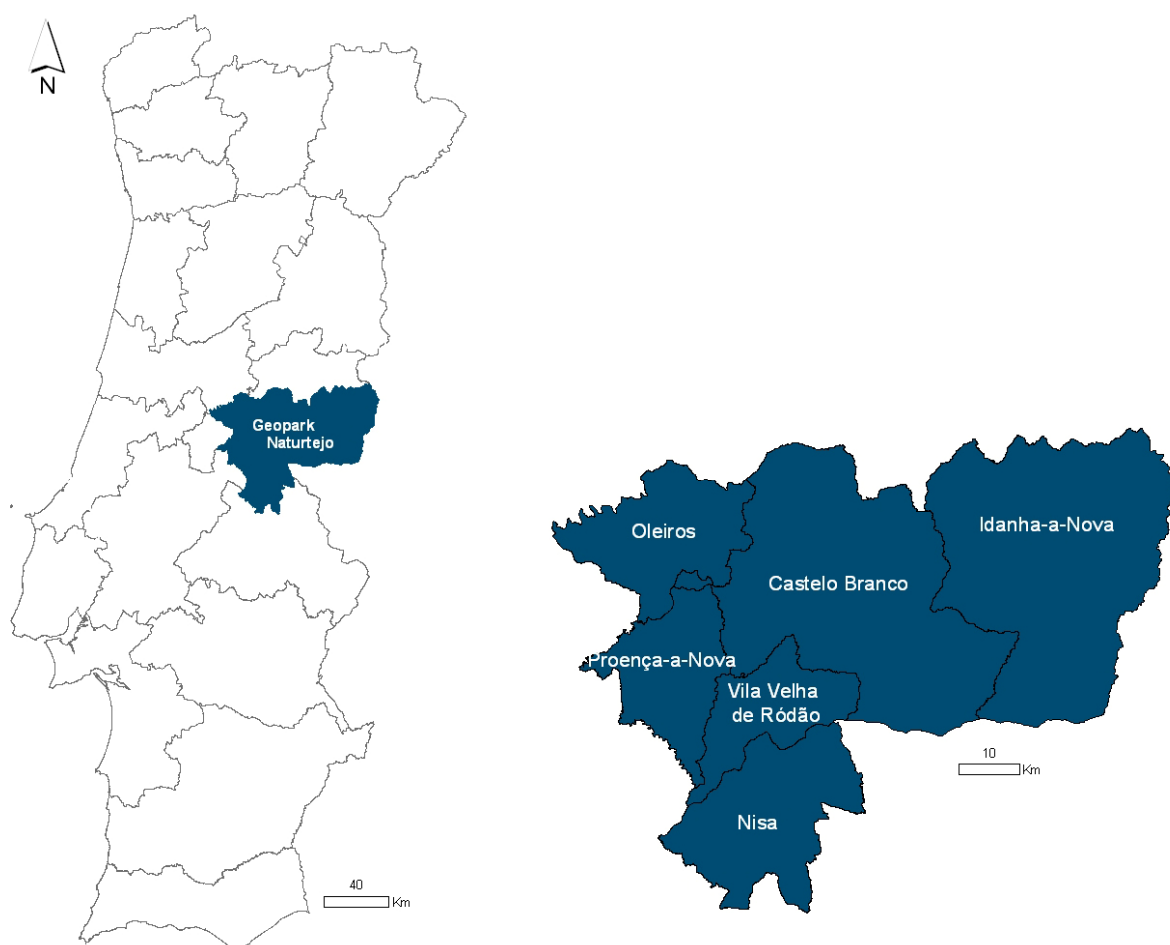 N
Geopark
Naturtejo
40
Km
Oleiros
Idanha-a-Nova
Castelo Branco
Proença-a-Nova
Vila Velha
de Ródão
10
Km
Nisa